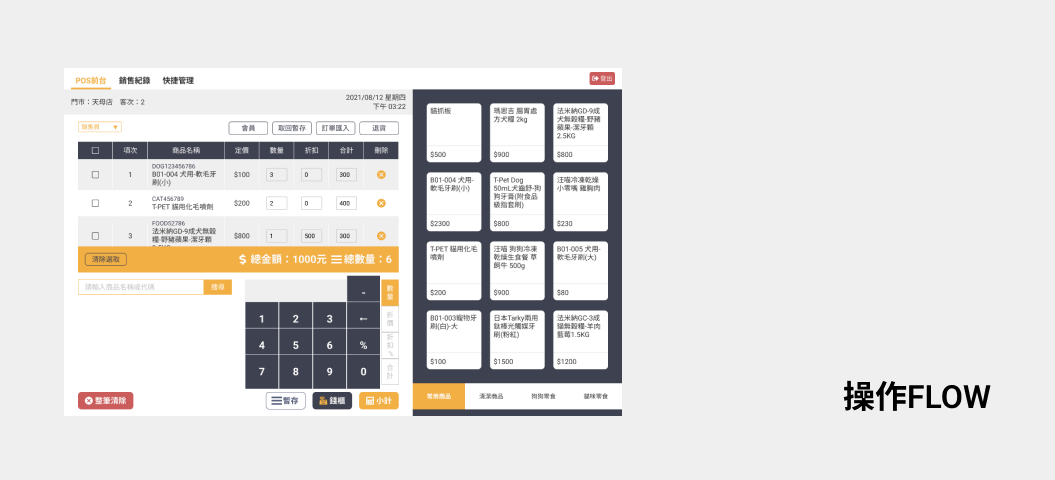 POS前台 銷售紀錄 快捷管理
登出
門市：天母店 客次：2
2021/08/12 星期四
下午 03:22
銷售員
會員 取回暫存 訂單匯入 退貨
項次 商品名稱 定價 數量 折扣 合計 刪除
DOG123456786
1 B01-004 犬用-軟毛牙 $100 3 0 300
刷(小)
CAT456789
2 T-PET 貓用化毛噴劑 $200 2 0 400
FOODS2786
3 法米納GD-9成犬無穀 $800 1 500 300
糧-野豬蘋果-潔牙顆
清除選取 $ 總金額：1000元 總數量：6
請輸入商品名稱或代碼 搜尋
-
1 2 3 ←
4 5 6 %
7 8 9 0
數量
折價
折扣%
合計
整筆清除 暫存 錢櫃 小計
貓抓板
$500
瑪恩吉 腸胃處
方犬糧 2kg
$900
法米納GD-9成
犬無穀糧-野豬
蘋果-潔牙顆
2.5KG
$800
B01-004 犬用-
軟毛牙刷(小)
$2300
T-Pet Dog
50mL犬齒舒-狗
狗牙膏(附食品
級指套刷)
$800
汪喵冷凍乾燥
小零嘴 雞胸肉
$230
T-PET 貓用化毛
噴劑
$200
汪喵 狗狗冷凍
乾燥生食餐 草
飼牛 500g
$900
B01-005 犬用-
軟毛牙刷(大)
$80
B01-003寵物牙
刷(白)-大
$100
日本Tarky兩用
鈦極光觸媒牙
刷(粉紅)
$1500
法米納GC-3成
貓無穀糧-羊肉
藍莓1.5KG
$1200
常用商品 清潔商品 狗狗零食 貓咪零食
操作FLOW